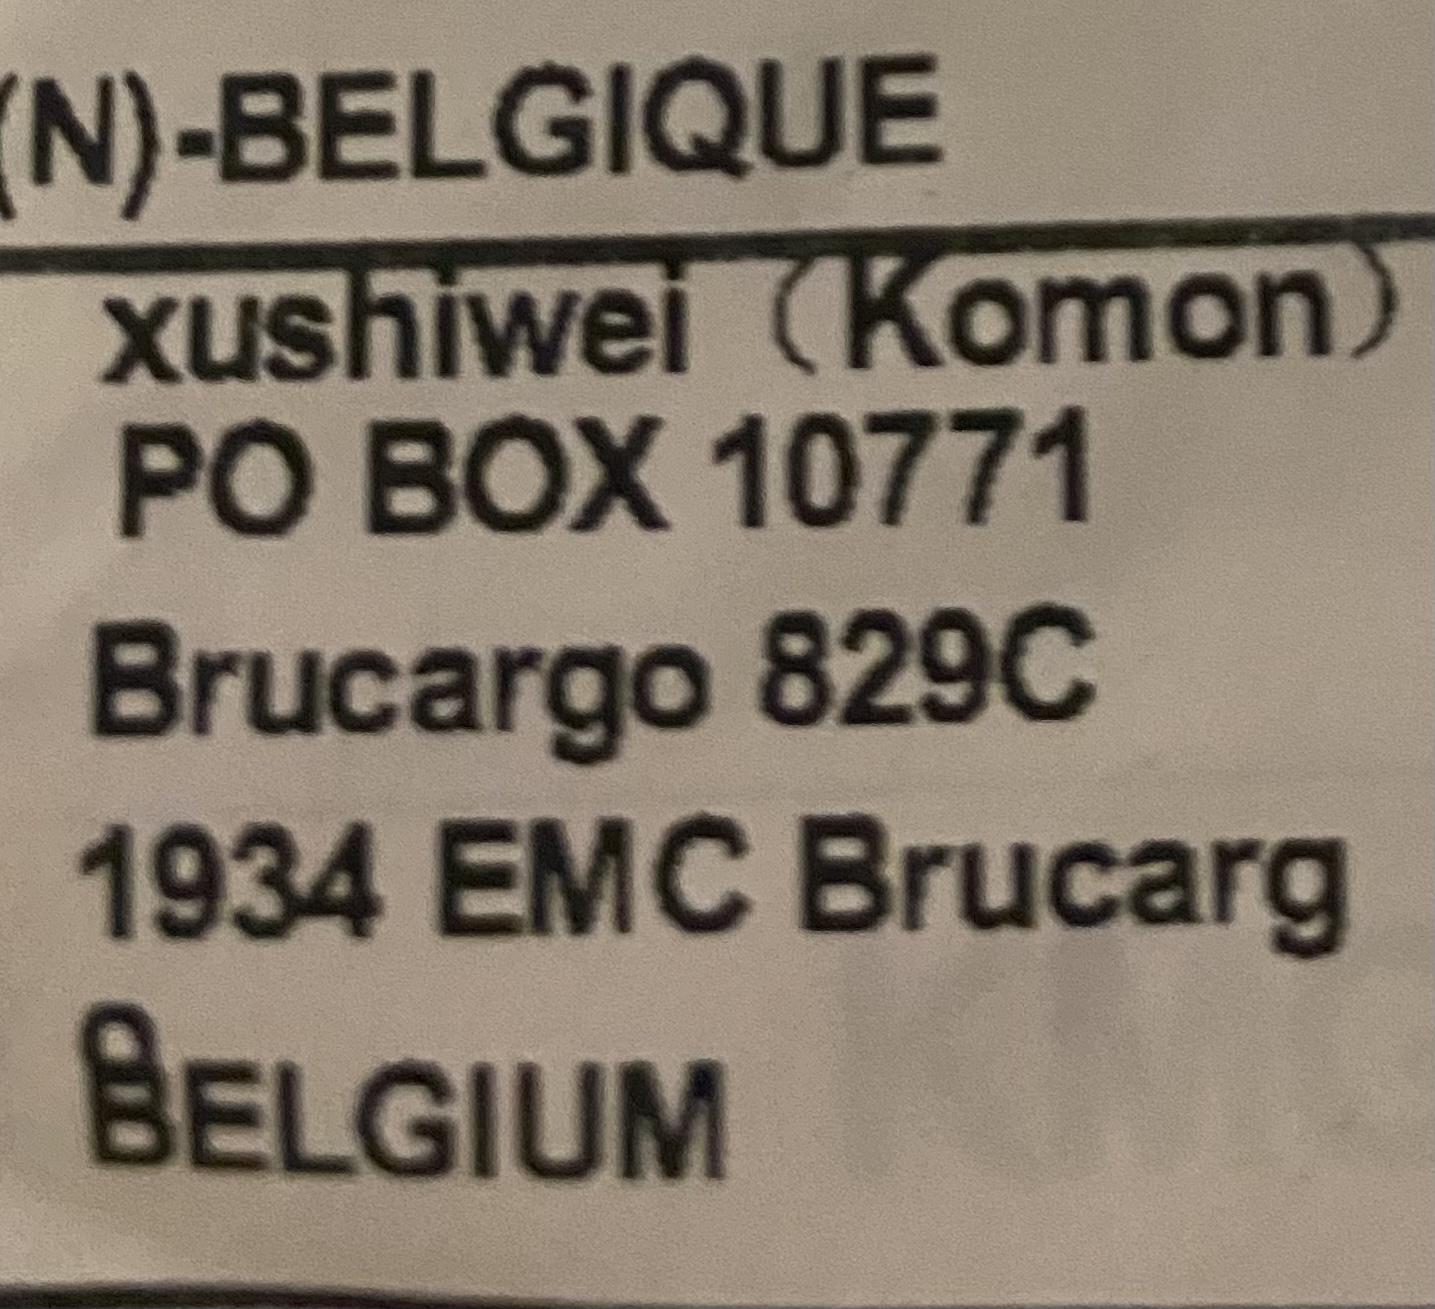 (N)-BELGIQUE
xushiwei（Komon）
PO BOX 10771
Brucargo 829C
1934 EMC Brucarg
o
BELGIUM